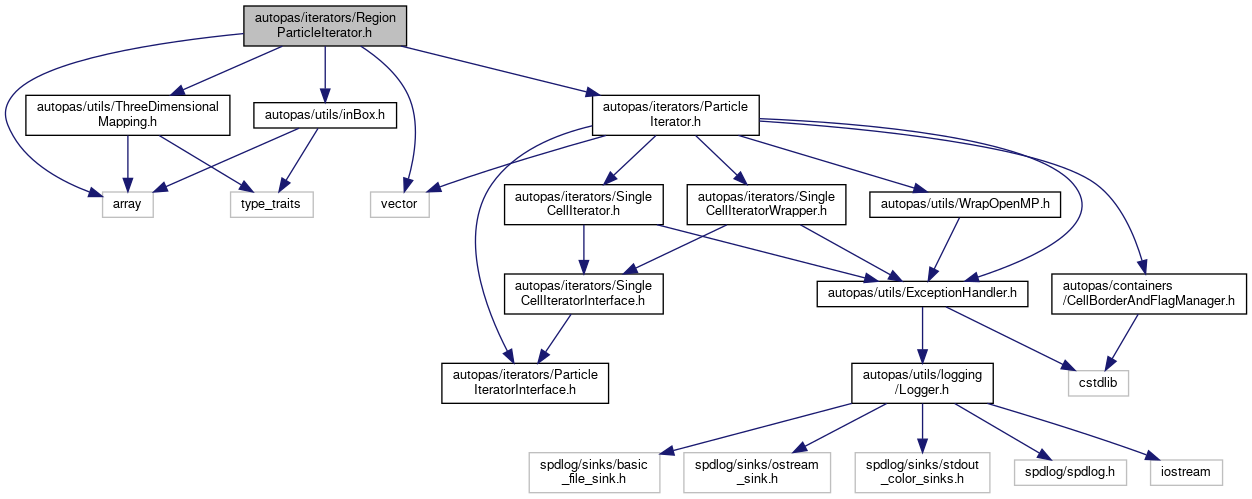 autopas/iterators/Region
ParticleIterator.h
autopas/utils/ThreeDimensional
Mapping.h
autopas/utils/inBox.h
autopas/iterators/Particle
Iterator.h
array
type_traits
vector
autopas/iterators/Single
CellIterator.h
autopas/iterators/Single
CellIteratorWrapper.h
autopas/utils/WrapOpenMP.h
autopas/iterators/Single
CellIteratorInterface.h
autopas/utils/ExceptionHandler.h
autopas/containers
/CellBorderAndFlagManager.h
autopas/iterators/Particle
IteratorInterface.h
autopas/utils/logging
/Logger.h
cstdlib
spdlog/sinks/basic
_file_sink.h
spdlog/sinks/ostream
_sink.h
spdlog/sinks/stdout
_color_sinks.h
spdlog/spdlog.h
iostream